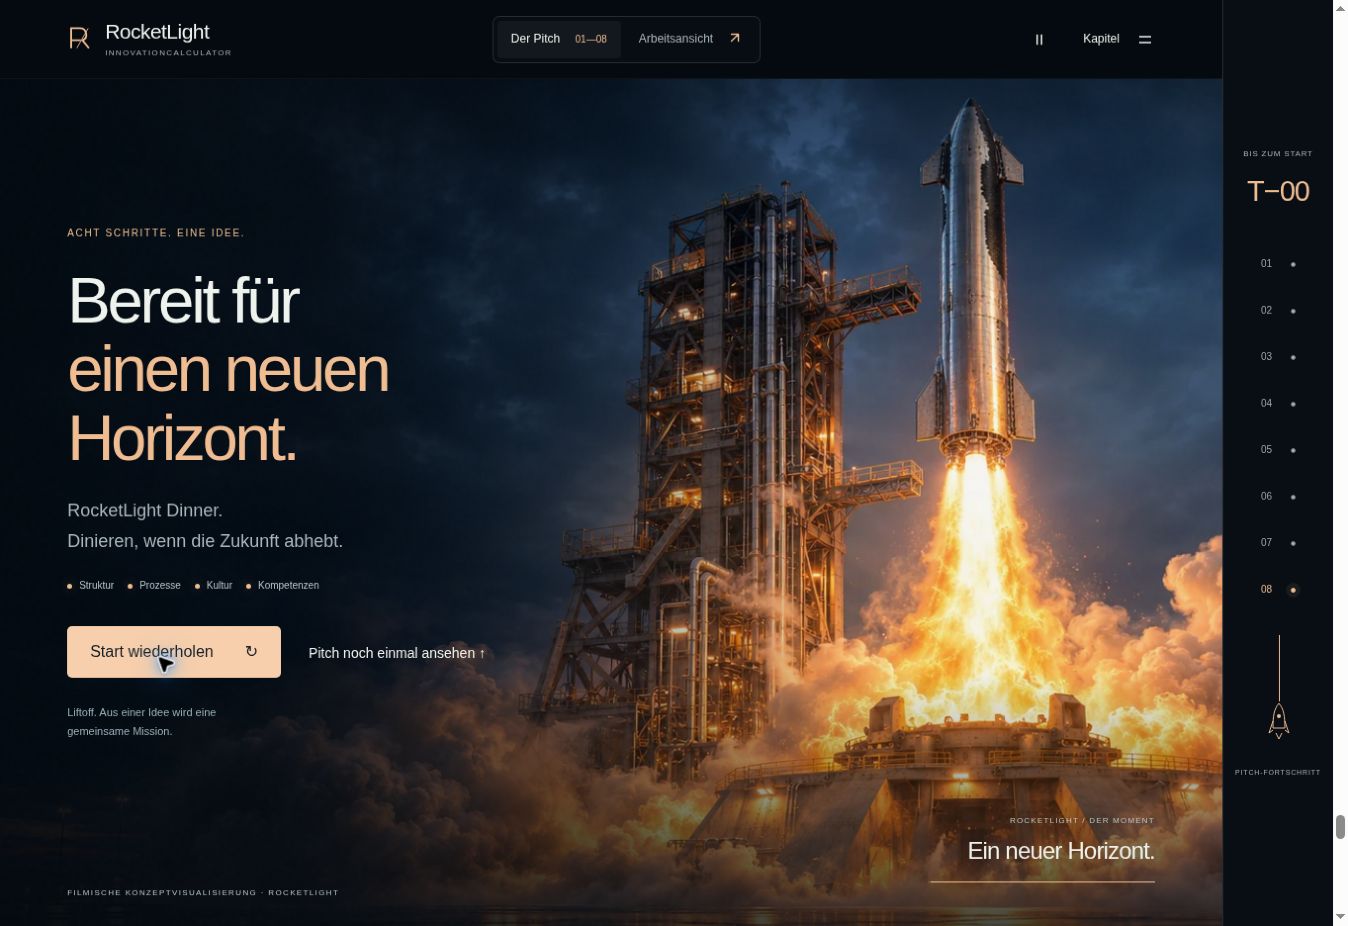 RocketLight
INNOVATIONCALCULATOR
Der Pitch 01—08 Arbeitsansicht
Kapitel
BIS ZUM START
T−00
01
02
03
04
05
06
07
08
PITCH-FORTSCHRITT
ACHT SCHRITTE. EINE IDEE.
Bereit für
einen neuen
Horizont.
RocketLight Dinner.
Dinieren, wenn die Zukunft abhebt.
Struktur Prozesse Kultur Kompetenzen
Start wiederholen ↻ Pitch noch einmal ansehen ↑
Liftoff. Aus einer Idee wird eine
gemeinsame Mission.
ROCKETLIGHT / DER MOMENT
Ein neuer Horizont.
FILMISCHE KONZEPTVISUALISIERUNG · ROCKETLIGHT